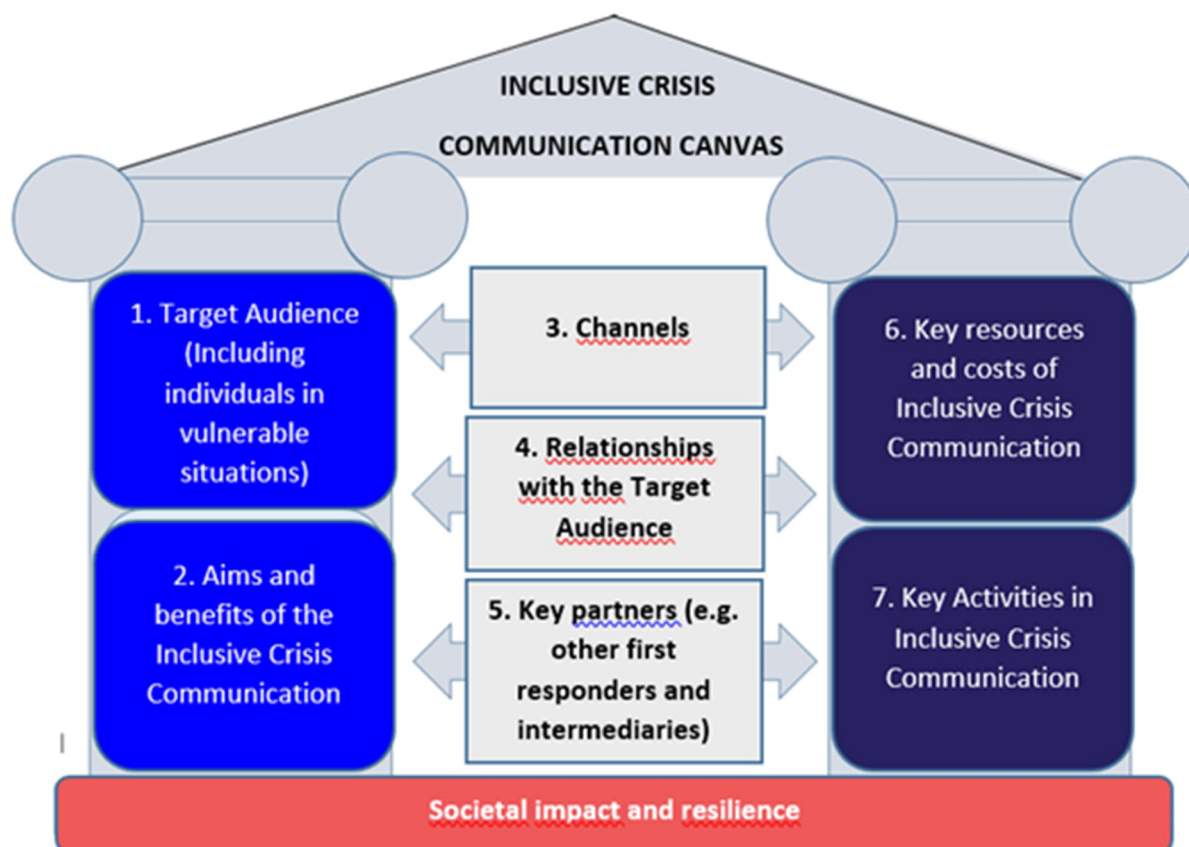 INCLUSIVE CRISIS
COMMUNICATION CANVAS
1. Target Audience
(Including
individuals in
vulnerable
situations)
2. Aims and
benefits of the
Inclusive Crisis
Communication
3. Channels
4. Relationships
with the Target
Audience
5. Key partners (e.g.
other first
responders and
intermediaries)
6. Key resources
and costs of
Inclusive Crisis
Communication
7. Key Activities in
Inclusive Crisis
Communication
Societal impact and resilience